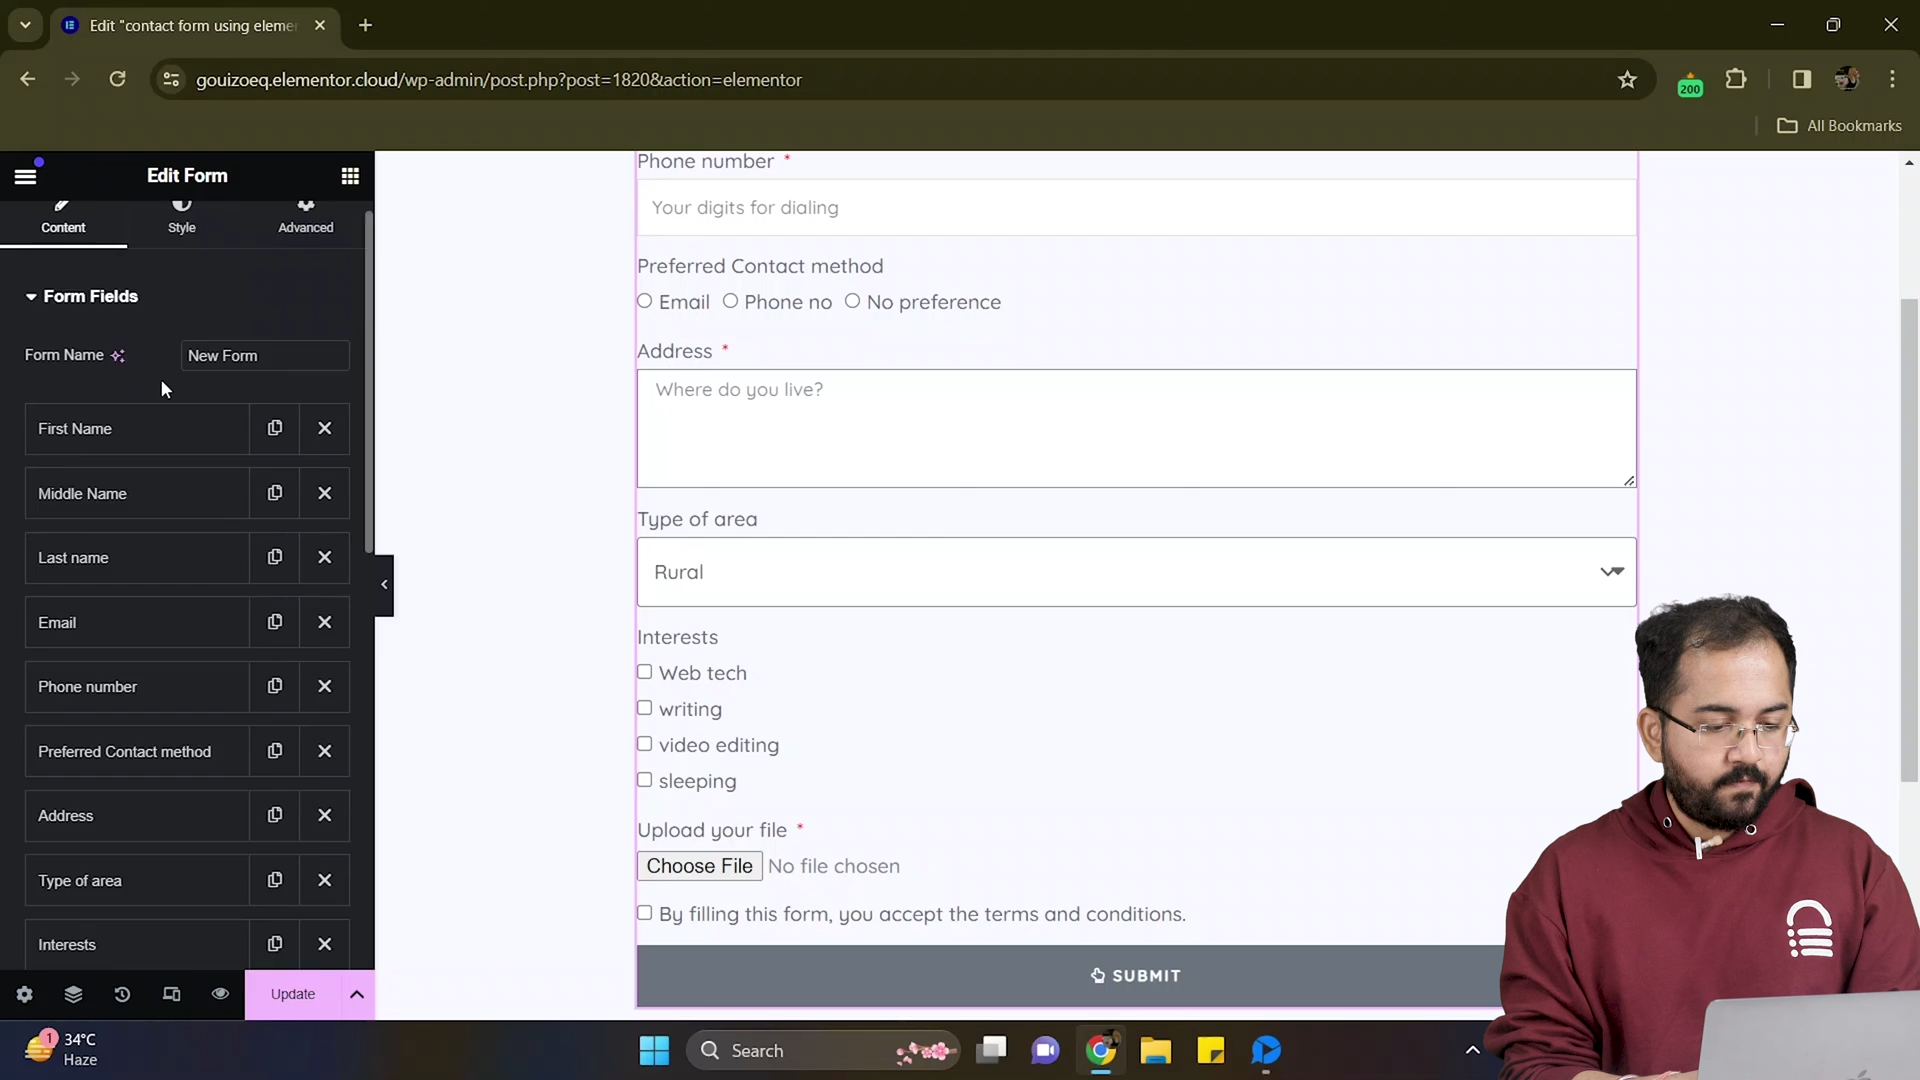 Edit "contact form using eleme
gouizoeq.elementor.cloud/wp-admin/post.php?post=1820&action=elementor
200
All Bookmarks
Edit Form
Content Style Advanced
Form Fields
Form Name New Form
First Name
Middle Name
Last name
Email
Phone number
Preferred Contact method
Address
Type of area
Interests
Update
Phone number *
Your digits for dialing
Preferred Contact method
Email Phone no No preference
Address *
Where do you live?
Type of area
Rural
Interests
Web tech
writing
video editing
sleeping
Upload your file *
Choose File No file chosen
By filling this form, you accept the terms and conditions.
SUBMIT
1
34°C
Haze
Search